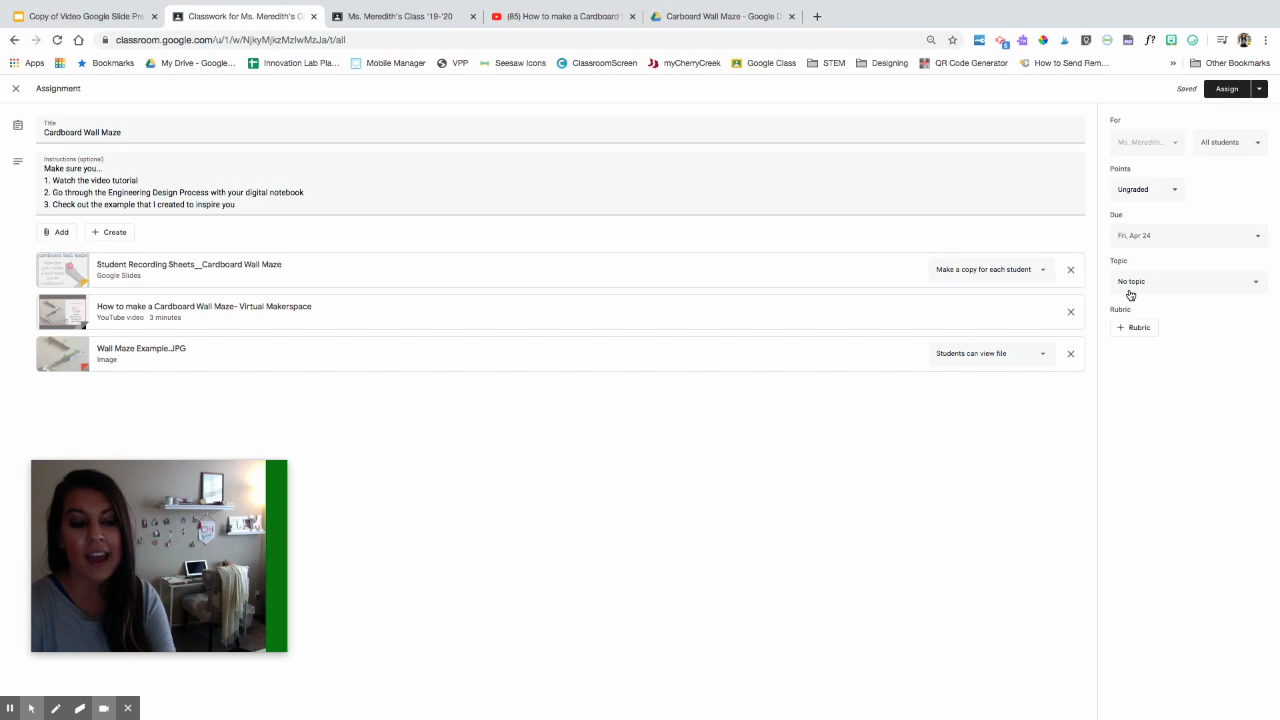 Copy of Video Google Slide Pre
Classwork for Ms. Meredith's C
Ms. Meredith's Class '19-'20
(85) How to make a Cardboard
Carboard Wall Maze - Google D
classroom.google.com/u/1/w/NjkyMjkzMzIwMzJa/t/all
Apps
Bookmarks
My Drive - Google...
Innovation Lab Pla...
Mobile Manager
VPP
Seesaw Icons
ClassroomScreen
myCherryCreek
Google Class
STEM
Designing
QR Code Generator
How to Send Rem...
»
Other Bookmarks
Assignment
Saved
Assign
Title
Cardboard Wall Maze
Instructions (optional)
Make sure you...
1. Watch the video tutorial
2. Go through the Engineering Design Process with your digital notebook
3. Check out the example that I created to inspire you
Add
+ Create
Student Recording Sheets__Cardboard Wall Maze
Google Slides
Make a copy for each student
How to make a Cardboard Wall Maze- Virtual Makerspace
YouTube video 3 minutes
Wall Maze Example.JPG
Image
Students can view file
For
Ms. Meredith...
All students
Points
Ungraded
Due
Fri, Apr 24
Topic
No topic
Rubric
+ Rubric